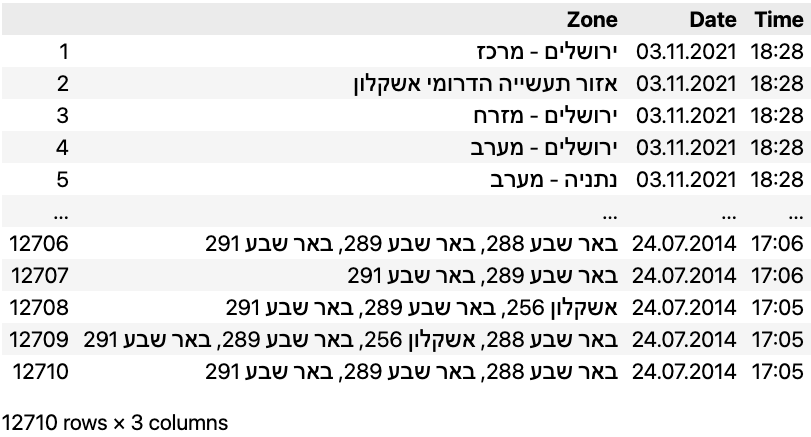 Zone Date Time
1 ירושלים - מרכז 03.11.2021 18:28
2 אזור תעשייה הדרומי אשקלון 03.11.2021 18:28
3 ירושלים - מזרח 03.11.2021 18:28
4 ירושלים - מערב 03.11.2021 18:28
5 נתניה - מערב 03.11.2021 18:28
... ... ... ...
12706 באר שבע 288, באר שבע 289, באר שבע 291 24.07.2014 17:06
12707 באר שבע 289, באר שבע 291 24.07.2014 17:06
12708 אשקלון 256, באר שבע 289, באר שבע 291 24.07.2014 17:05
12709 באר שבע 288, אשקלון 256, באר שבע 289, באר שבע 291 24.07.2014 17:05
12710 באר שבע 288, באר שבע 289, באר שבע 291 24.07.2014 17:05
12710 rows × 3 columns